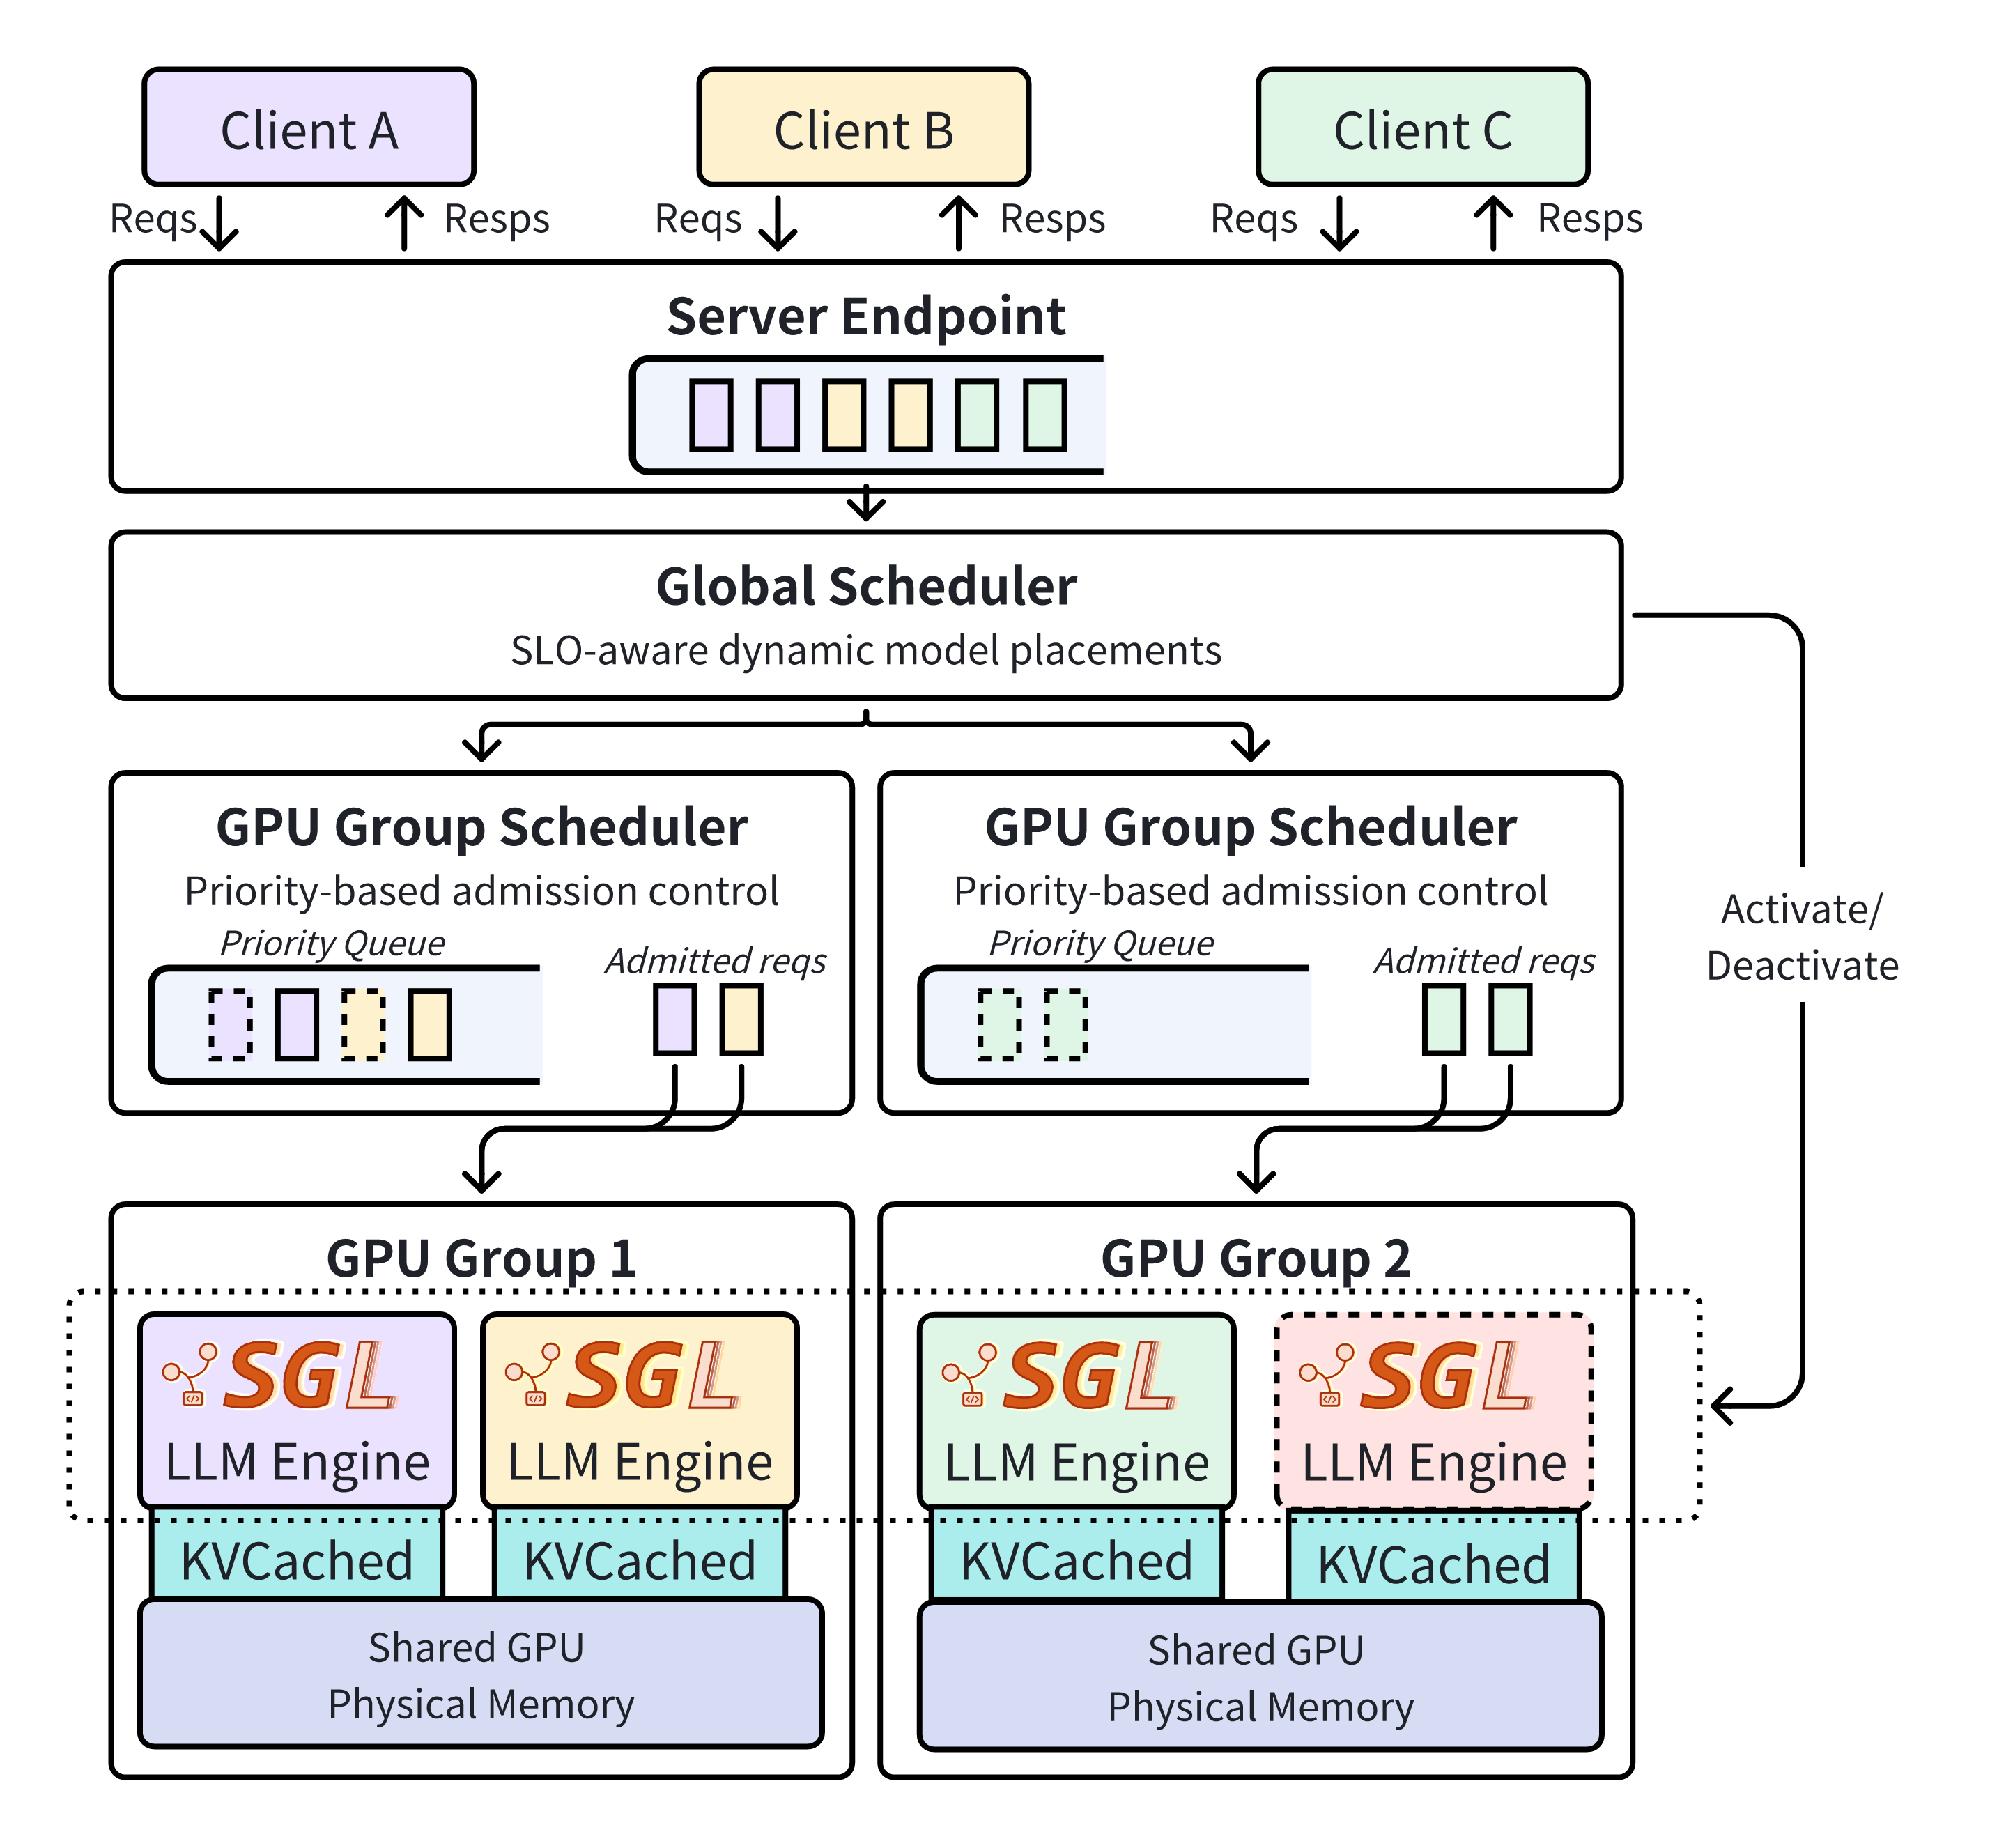 Client A
Client B
Client C
Reqs
Resps
Reqs
Resps
Reqs
Resps
Server Endpoint
Global Scheduler
SLO-aware dynamic model placements
GPU Group Scheduler
Priority-based admission control
Priority Queue
Admitted reqs
GPU Group Scheduler
Priority-based admission control
Priority Queue
Admitted reqs
Activate/
Deactivate
GPU Group 1
SGL
LLM Engine
SGL
LLM Engine
KVCached
KVCached
Shared GPU
Physical Memory
GPU Group 2
SGL
LLM Engine
SGL
LLM Engine
KVCached
KVCached
Shared GPU
Physical Memory